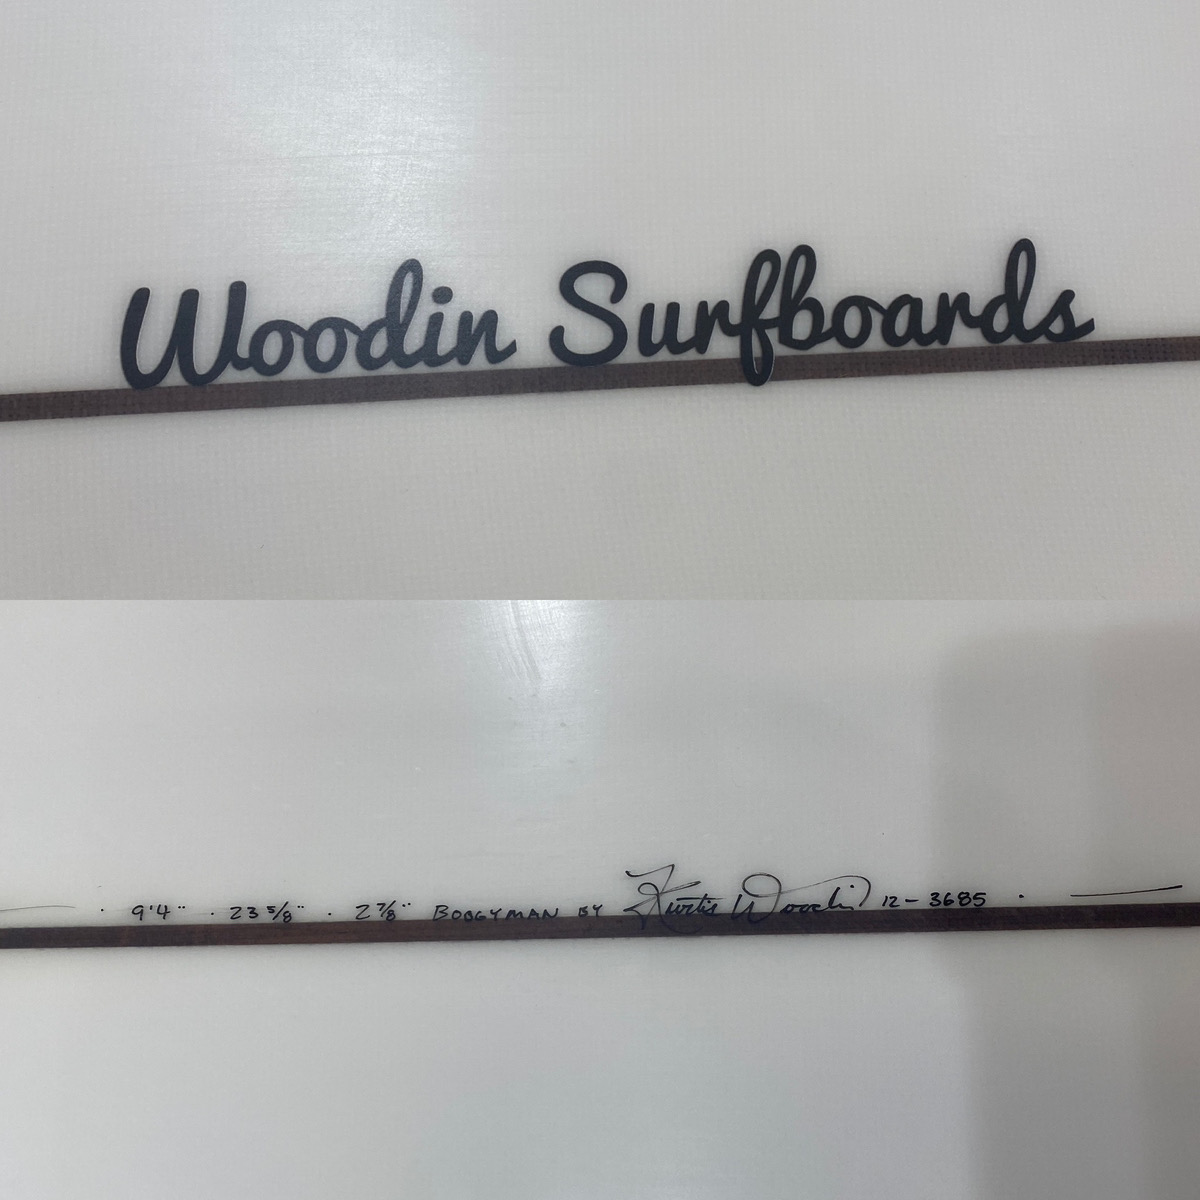 Woodin Surfboards
· 9'4" · 23 5/8" · 2 7/8" BOOGYMAN BY Kurtis Woodin 12-3685 ·